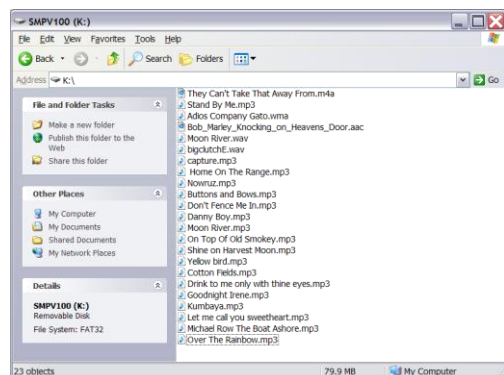 SMPV100 (K:)
File Edit View Favorites Tools Help
Back Search Folders
Address K:\ Go
File and Folder Tasks
Make a new folder
Publish this folder to the
Web
Share this folder
Other Places
My Computer
My Documents
Shared Documents
My Network Places
Details
SMPV100 (K:)
Removable Disk
File System: FAT32
They Can't Take That Away From.m4a
Stand By Me.mp3
Adios Company Gato.wma
Bob_Marley_Knocking_on_Heavens_Door.aac
Moon River.wav
bigclutchE.wav
capture.mp3
Home On The Range.mp3
Nowruz.mp3
Buttons and Bows.mp3
Don't Fence Me In.mp3
Danny Boy.mp3
Moon River.mp3
On Top Of Old Smokey.mp3
Shine on Harvest Moon.mp3
Yellow bird.mp3
Cotton Fields.mp3
Drink to me only with thine eyes.mp3
Goodnight Irene.mp3
Kumbaya.mp3
Let me call you sweetheart.mp3
Michael Row The Boat Ashore.mp3
Over The Rainbow.mp3
23 objects 79.9 MB My Computer